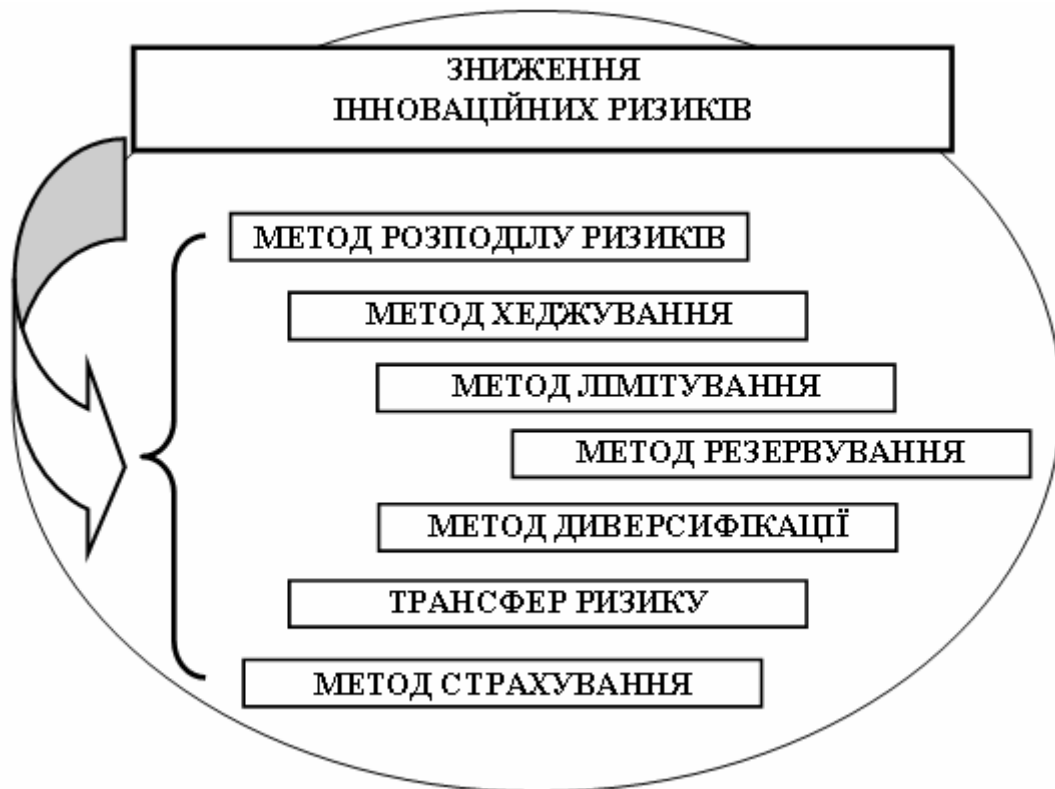 ЗНИЖЕННЯ
ІННОВАЦІЙНИХ РИЗИКІВ
МЕТОД РОЗПОДІЛУ РИЗИКІВ
МЕТОД ХЕДЖУВАННЯ
МЕТОД ЛІМІТУВАННЯ
МЕТОД РЕЗЕРВУВАННЯ
МЕТОД ДИВЕРСИФІКАЦІЇ
ТРАНСФЕР РИЗИКУ
МЕТОД СТРАХУВАННЯ